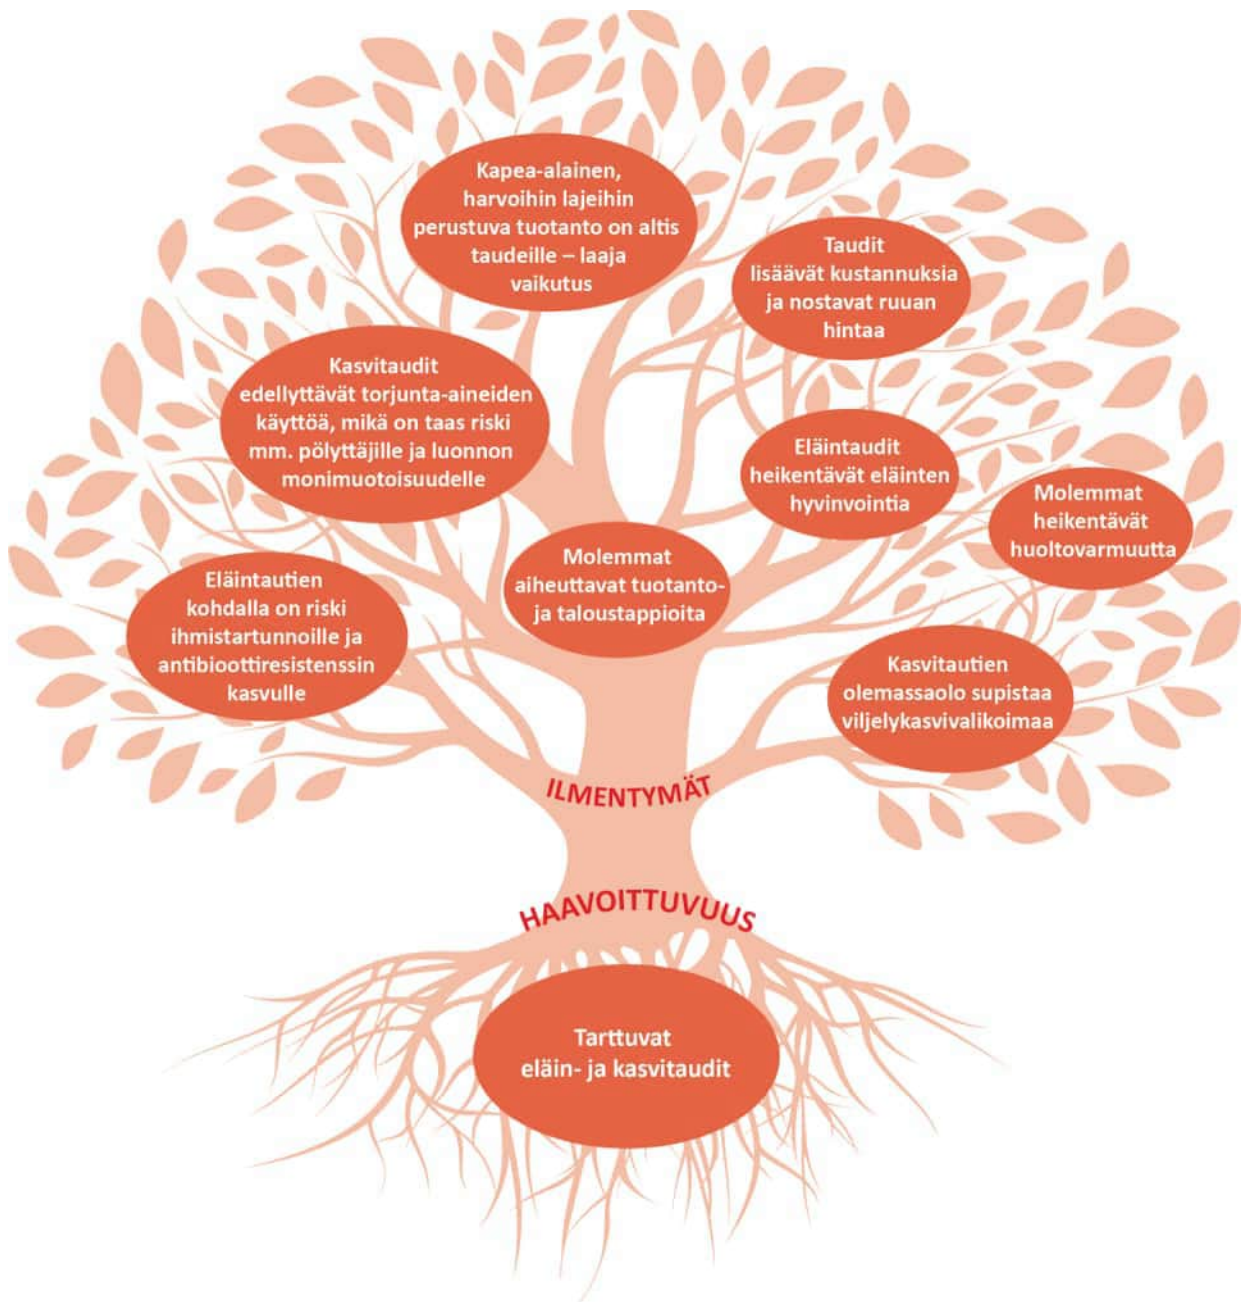 Kapea-alainen,
harvoihin lajeihin
perustuva tuotanto on altis
taudeille – laaja
vaikutus
Taudit
lisäävät kustannuksia
ja nostavat ruuan
hintaa
Kasvitaudit
edellyttävät torjunta-aineiden
käyttöä, mikä on taas riski
mm. pölyttäjille ja luonnon
monimuotoisuudelle
Eläintaudit
heikentävät eläinten
hyvinvointia
Molemmat
heikentävät
huoltovarmuutta
Molemmat
aiheuttavat tuotanto-
ja taloustappioita
Eläintautien
kohdalla on riski
ihmistartunnoille ja
antibioottiresistenssin
kasvulle
Kasvitautien
olemassaolo supistaa
viljelykasvivalikoimaa
ILMENTYMÄT
HAAVOITTUVUUS
Tarttuvat
eläin- ja kasvitaudit